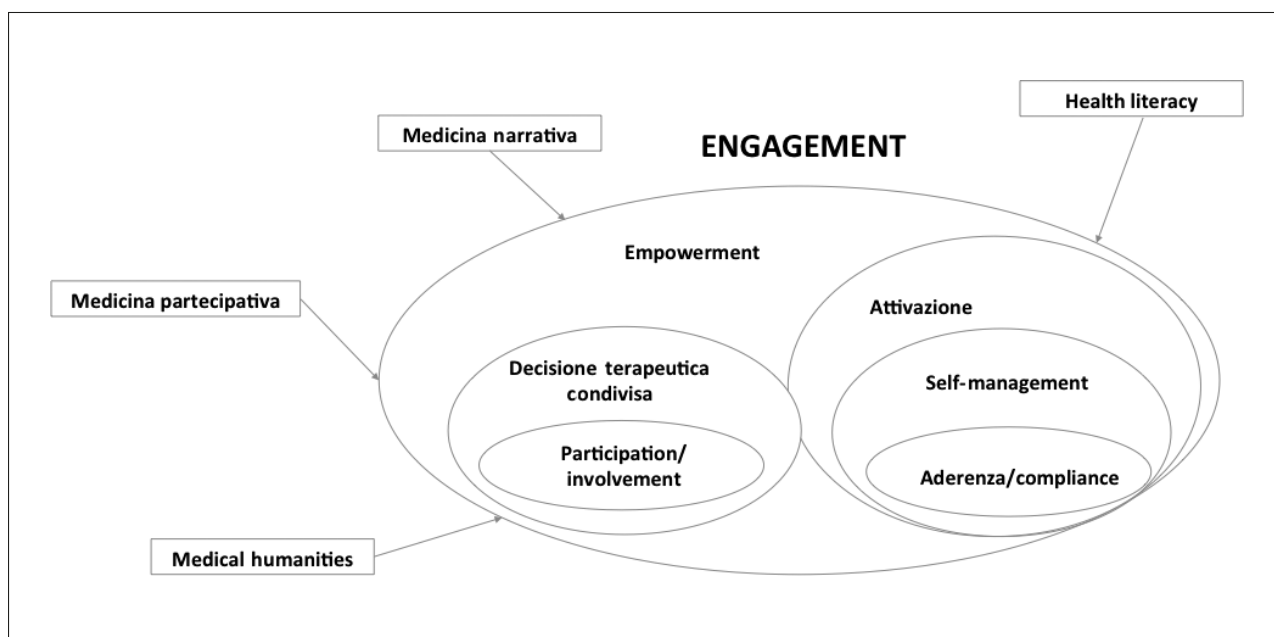 Health literacy
Medicina narrativa
ENGAGEMENT
Empowerment
Medicina partecipativa
Attivazione
Decisione terapeutica
condivisa
Self-management
Participation/
involvement
Aderenza/compliance
Medical humanities